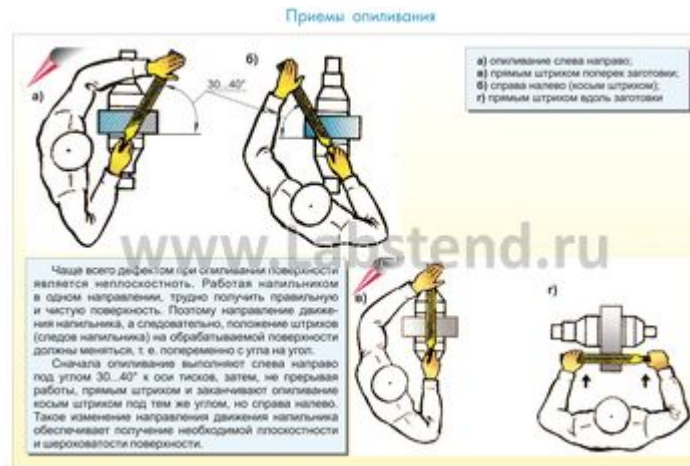 Приемы опиливания
а) опиливание слева направо;
в) прямым штрихом поперек заготовки;
б) справа налево (косым штрихом);
г) прямым штрихом вдоль заготовки
а)
б)
30...40°
www.Labstend.ru
Чаще всего дефектом при опиливании поверхности
является неплоскостноть. Работая напильником
в одном направлении, трудно получить правильную
и чистую поверхность. Поэтому направление движе-
ния напильника, а следовательно, положение штрихов
(следов напильника) на обрабатываемой поверхности
должны меняться, т. е. попеременно с угла на угол.
Сначала опиливание выполняют слева направо
под углом 30...40° к оси тисков, затем, не прерывая
работы, прямым штрихом и заканчивают опиливание
косым штрихом под тем же углом, но справа налево.
Такое изменение направления движения напильника
обеспечивает получение необходимой плоскостности
и шероховатости поверхности.
в)
г)